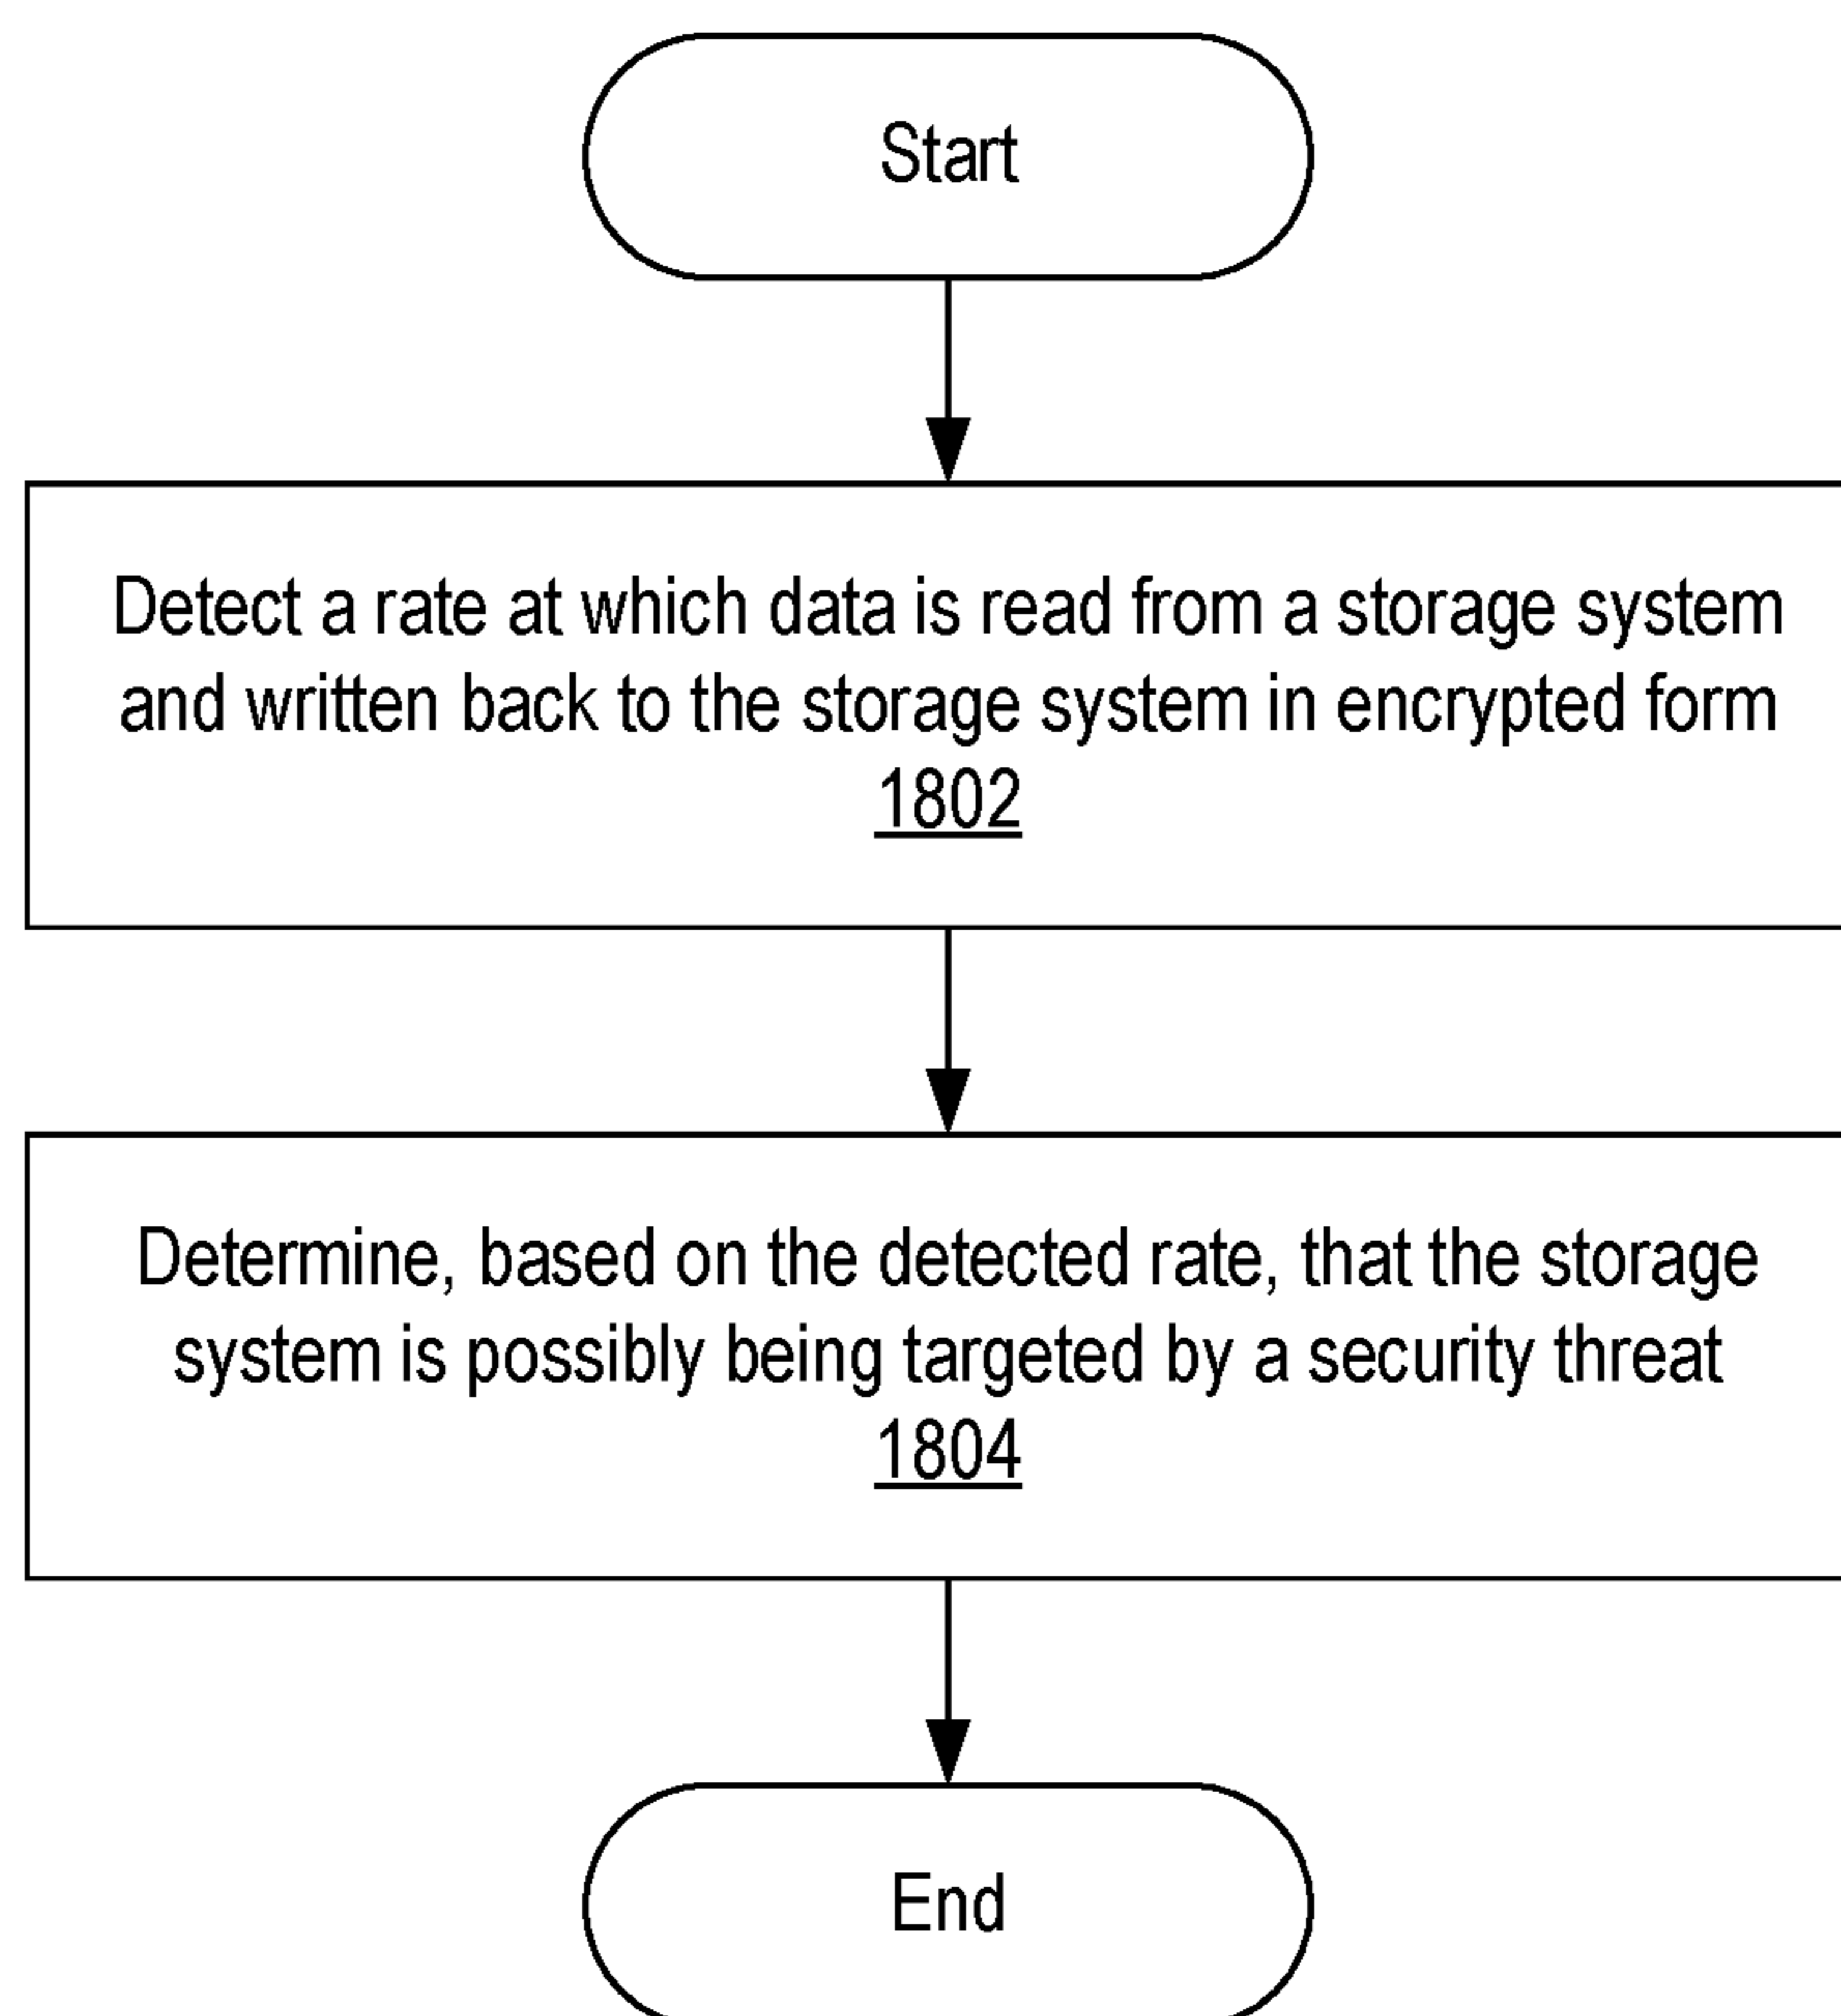 Start
Detect a rate at which data is read from a storage system
and written back to the storage system in encrypted form
1802
Determine, based on the detected rate, that the storage
system is possibly being targeted by a security threat
1804
End